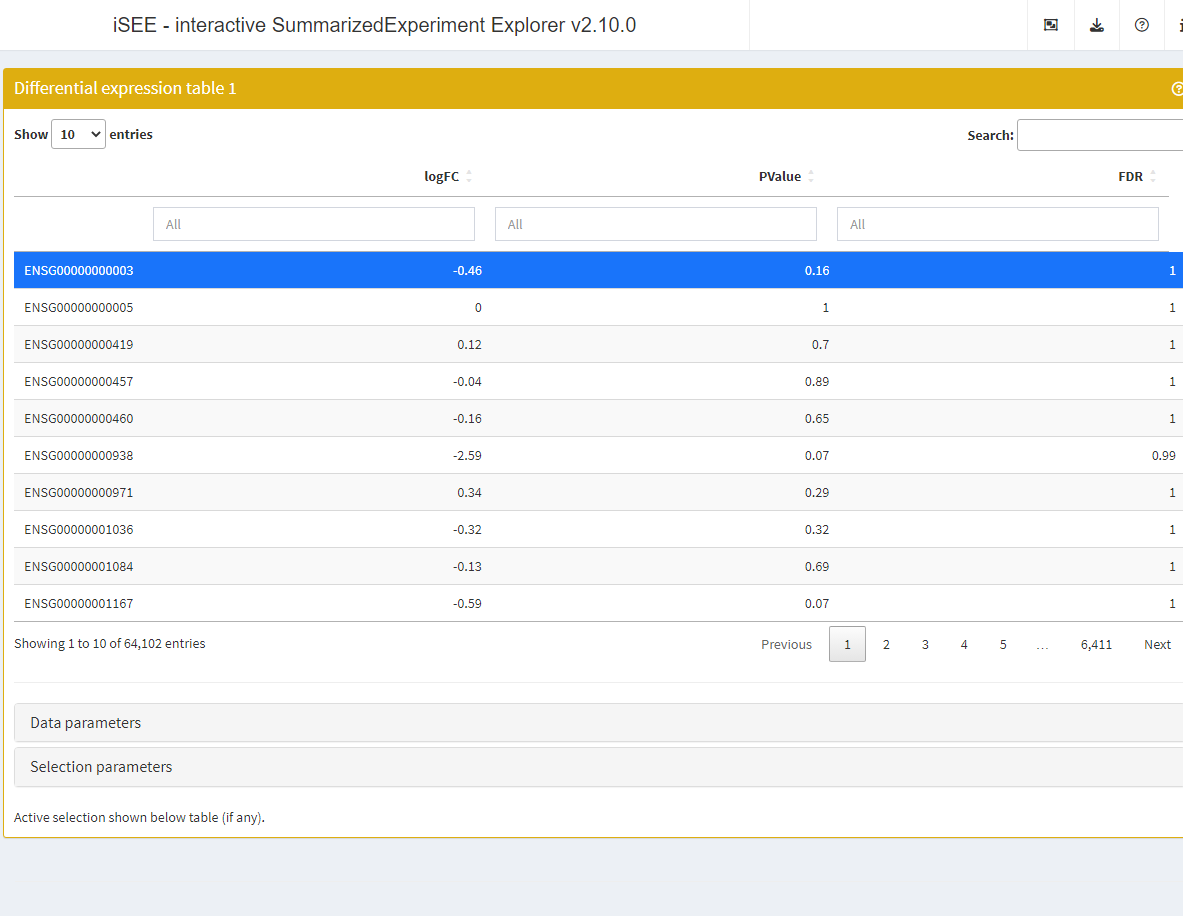 iSEE - interactive SummarizedExperiment Explorer v2.10.0
Differential expression table 1
Show 10 entries
Search:
logFC PValue FDR
All All All
ENSG00000000003 -0.46 0.16 1
ENSG00000000005 0 1 1
ENSG00000000419 0.12 0.7 1
ENSG00000000457 -0.04 0.89 1
ENSG00000000460 -0.16 0.65 1
ENSG00000000938 -2.59 0.07 0.99
ENSG00000000971 0.34 0.29 1
ENSG00000001036 -0.32 0.32 1
ENSG00000001084 -0.13 0.69 1
ENSG00000001167 -0.59 0.07 1
Showing 1 to 10 of 64,102 entries
Previous 1 2 3 4 5 … 6,411 Next
Data parameters
Selection parameters
Active selection shown below table (if any).